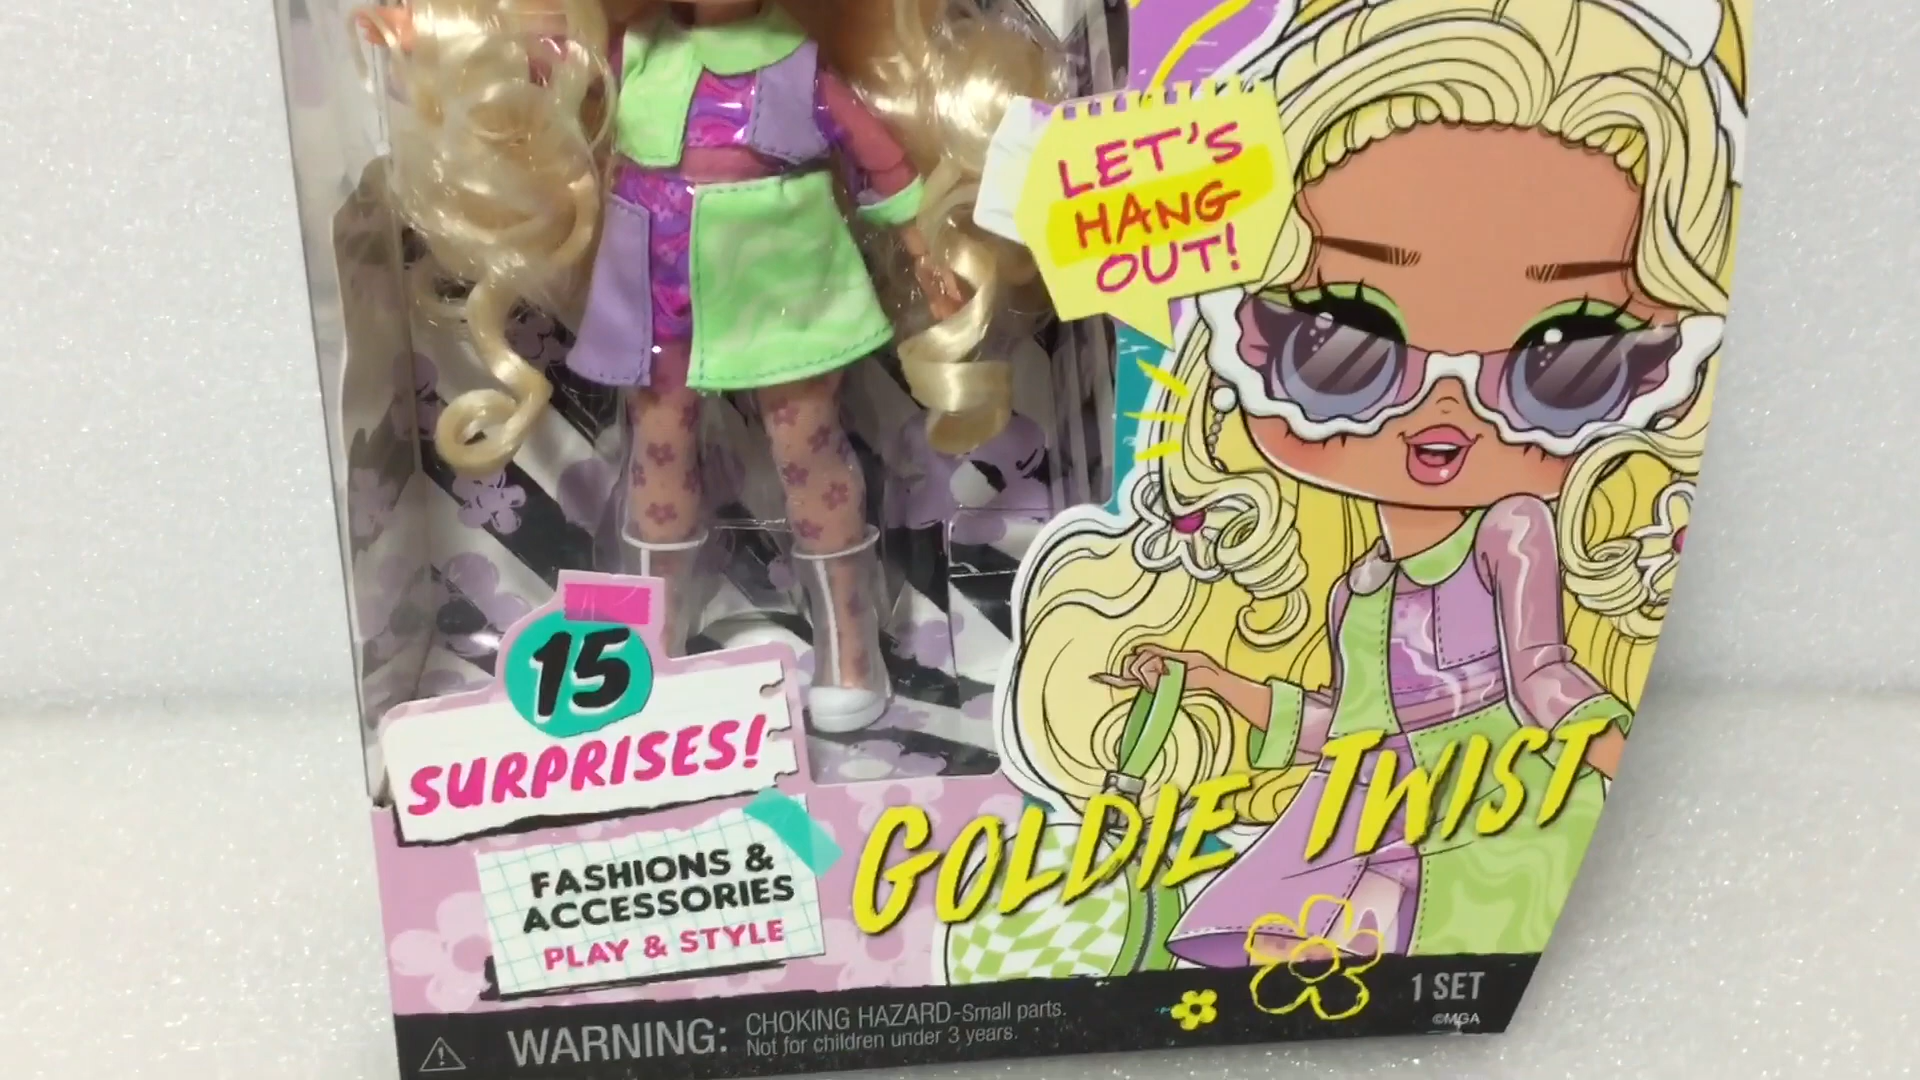 LET'S
HANG
OUT!
15
SURPRISES!
FASHIONS &
ACCESSORIES
PLAY & STYLE
GOLDIE TWIST
1 SET
©MGA
WARNING:
CHOKING HAZARD-Small parts.
Not for children under 3 years.